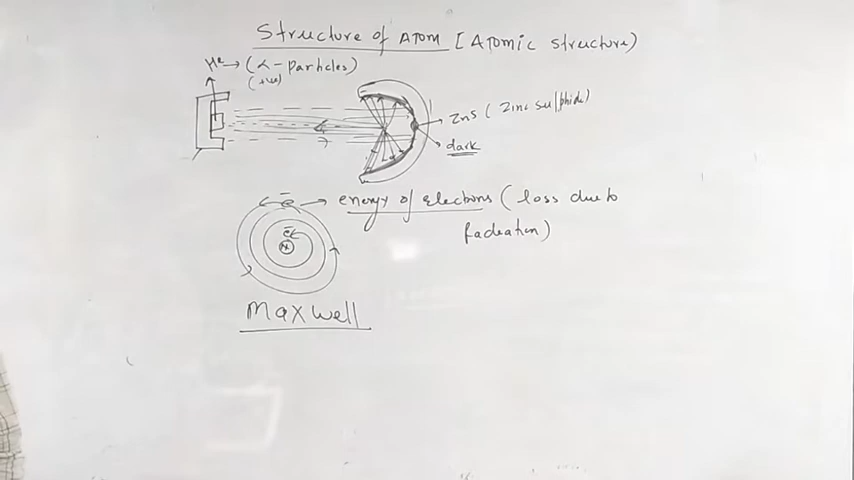 Structure of Atom [Atomic structure)
He → (α-particles)
(+ve)
ZnS (Zinc sulphide)
dark
e → energy of electrons (loss due to
radiation)
e
N
Maxwell